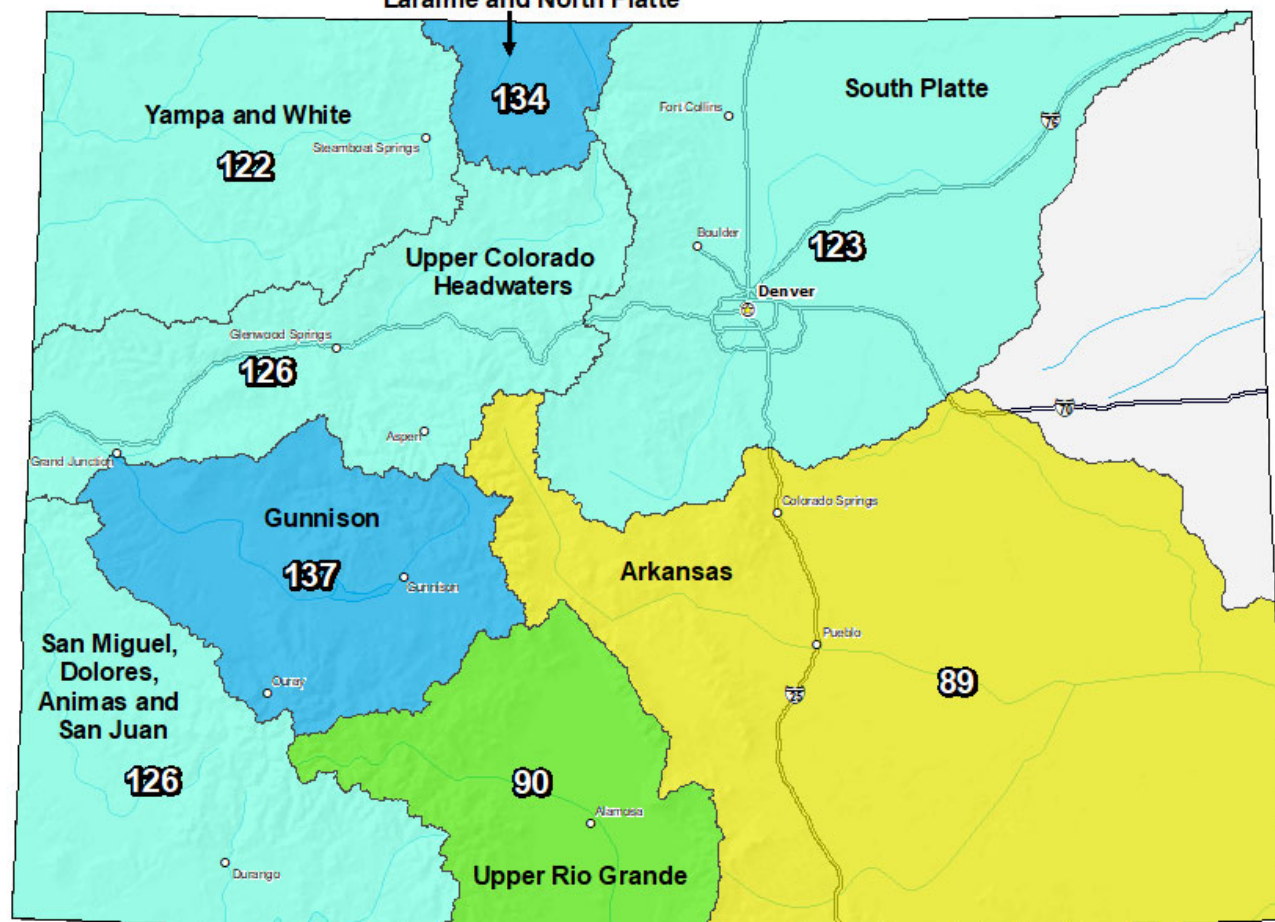 Laramie and North Platte
134
South Platte
Fort Collins
76
Yampa and White
Steamboat Springs
122
Boulder
123
Upper Colorado
Headwaters
Denver
Glenwood Springs
126
70
Aspen
Grand Junction
Colorado Springs
Gunnison
137
Gunnison
Arkansas
Pueblo
San Miguel,
Dolores,
Animas and
San Juan
Ouray
89
25
126
90
Alamosa
Durango
Upper Rio Grande